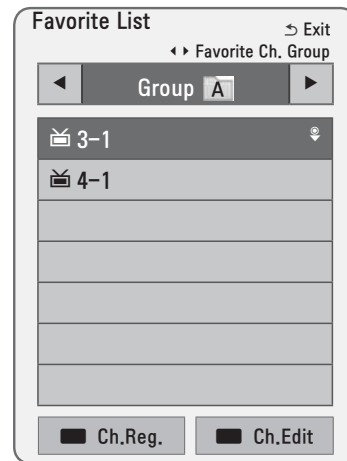 Favorite List
Exit
Favorite Ch. Group
Group A
3-1
4-1
Ch.Reg.
Ch.Edit